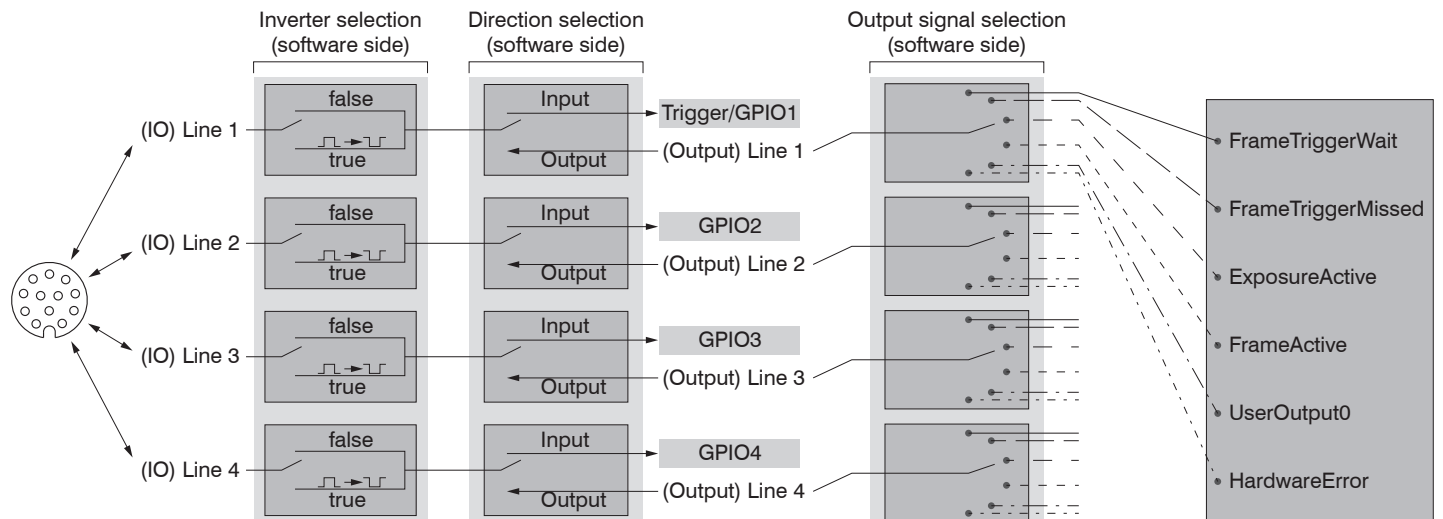 Inverter selection
(software side)
Direction selection
(software side)
Output signal selection
(software side)
(IO) Line 1
false
true
Input
Output
Trigger/GPIO1
(Output) Line 1
(IO) Line 2
false
true
Input
Output
GPIO2
(Output) Line 2
(IO) Line 3
false
true
Input
Output
GPIO3
(Output) Line 3
(IO) Line 4
false
true
Input
Output
GPIO4
(Output) Line 4
FrameTriggerWait
FrameTriggerMissed
ExposureActive
FrameActive
UserOutput0
HardwareError